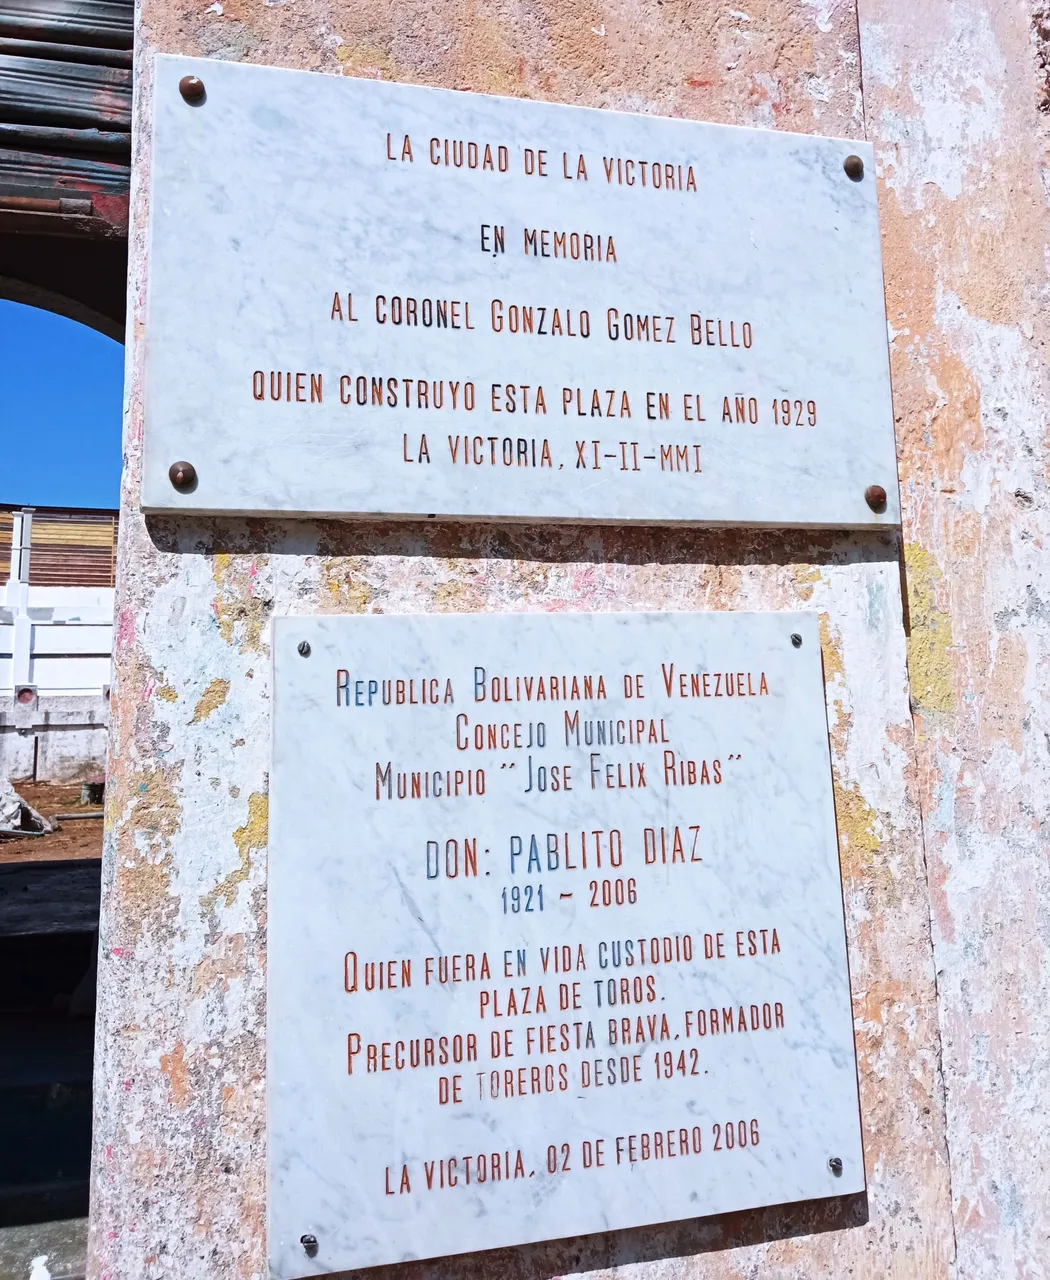 LA CIUDAD DE LA VICTORIA
EN MEMORIA
AL CORONEL GONZALO GOMEZ BELLO
QUIEN CONSTRUYO ESTA PLAZA EN EL AÑO 1929
LA VICTORIA, XI-II-MMI
REPUBLICA BOLIVARIANA DE VENEZUELA
CONCEJO MUNICIPAL
MUNICIPIO "JOSE FELIX RIBAS"
DON: PABLITO DIAZ
1921 - 2006
QUIEN FUERA EN VIDA CUSTODIO DE ESTA
PLAZA DE TOROS.
PRECURSOR DE FIESTA BRAVA, FORMADOR
DE TOREROS DESDE 1942.
LA VICTORIA, 02 DE FEBRERO 2006